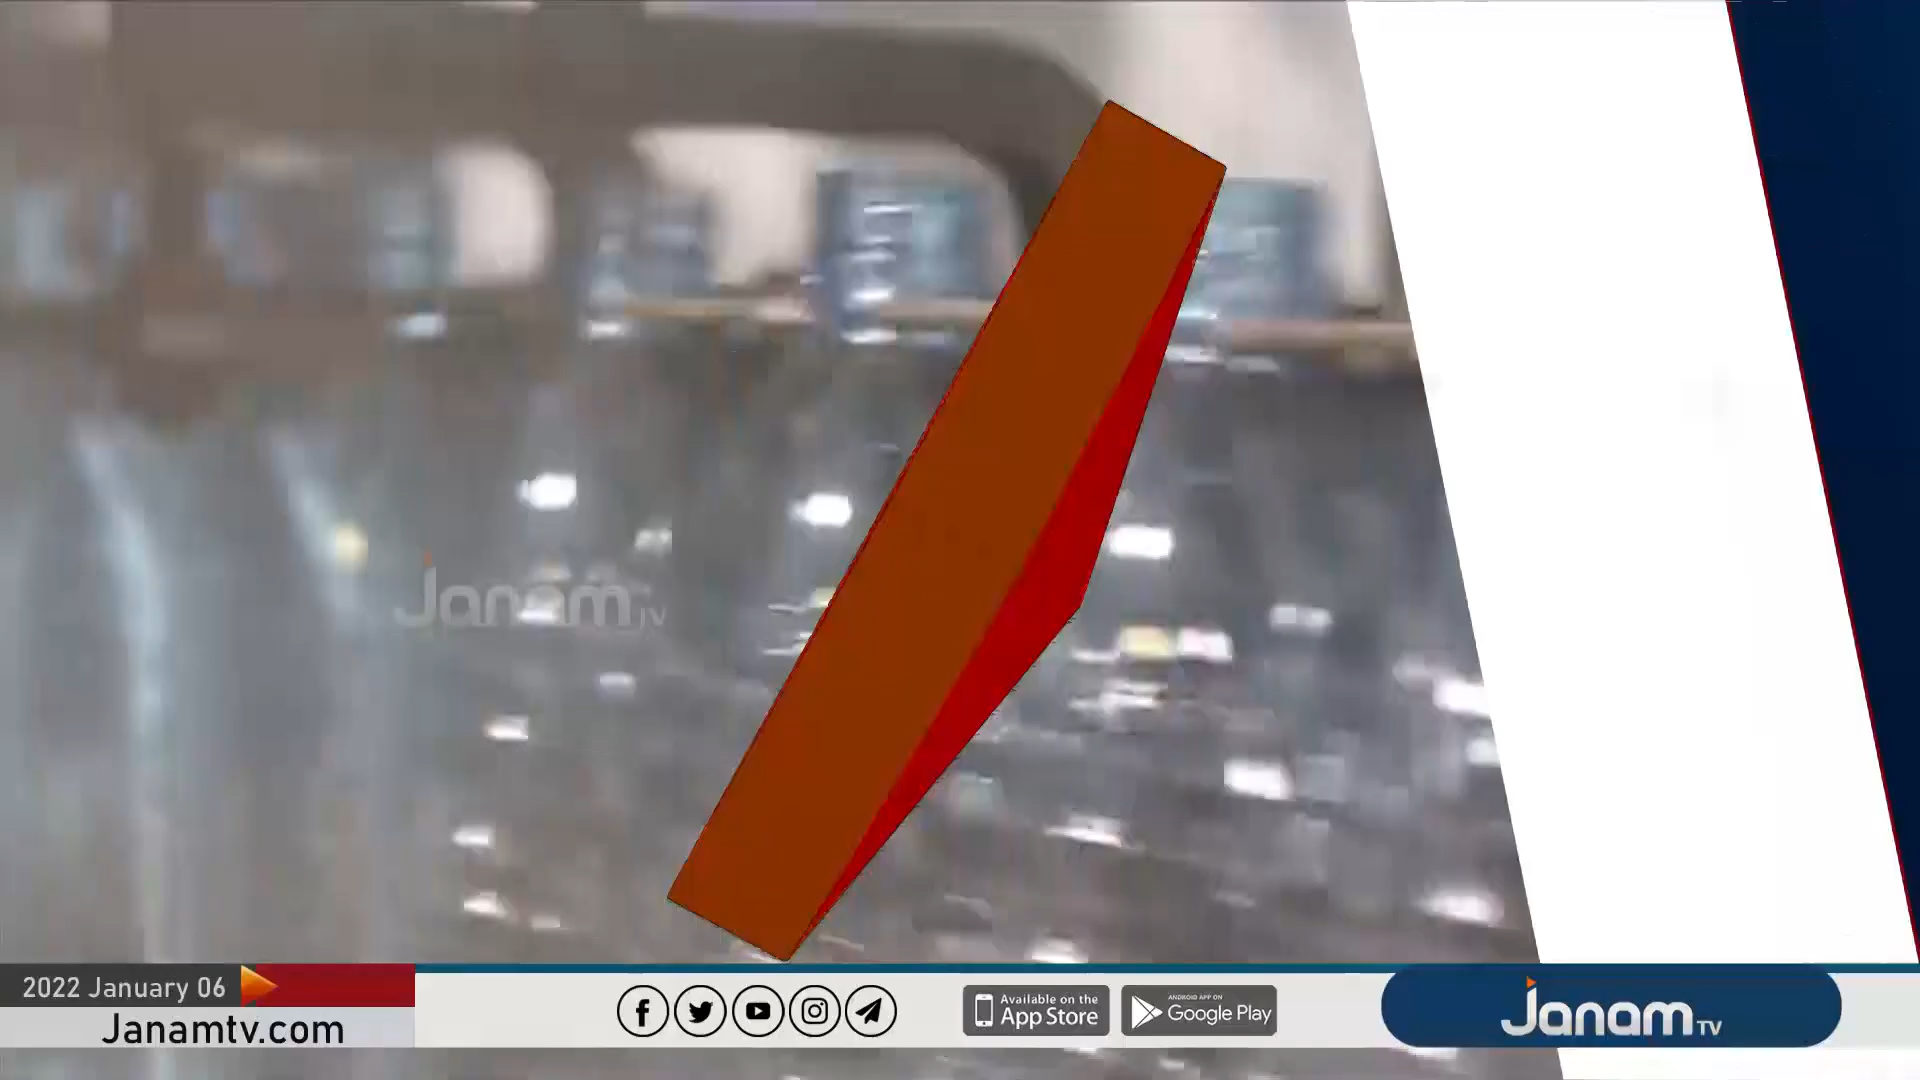 Janam TV
2022 January 06
Janamtv.com
Available on the
App Store
ANDROID APP ON
Google Play
Janam TV